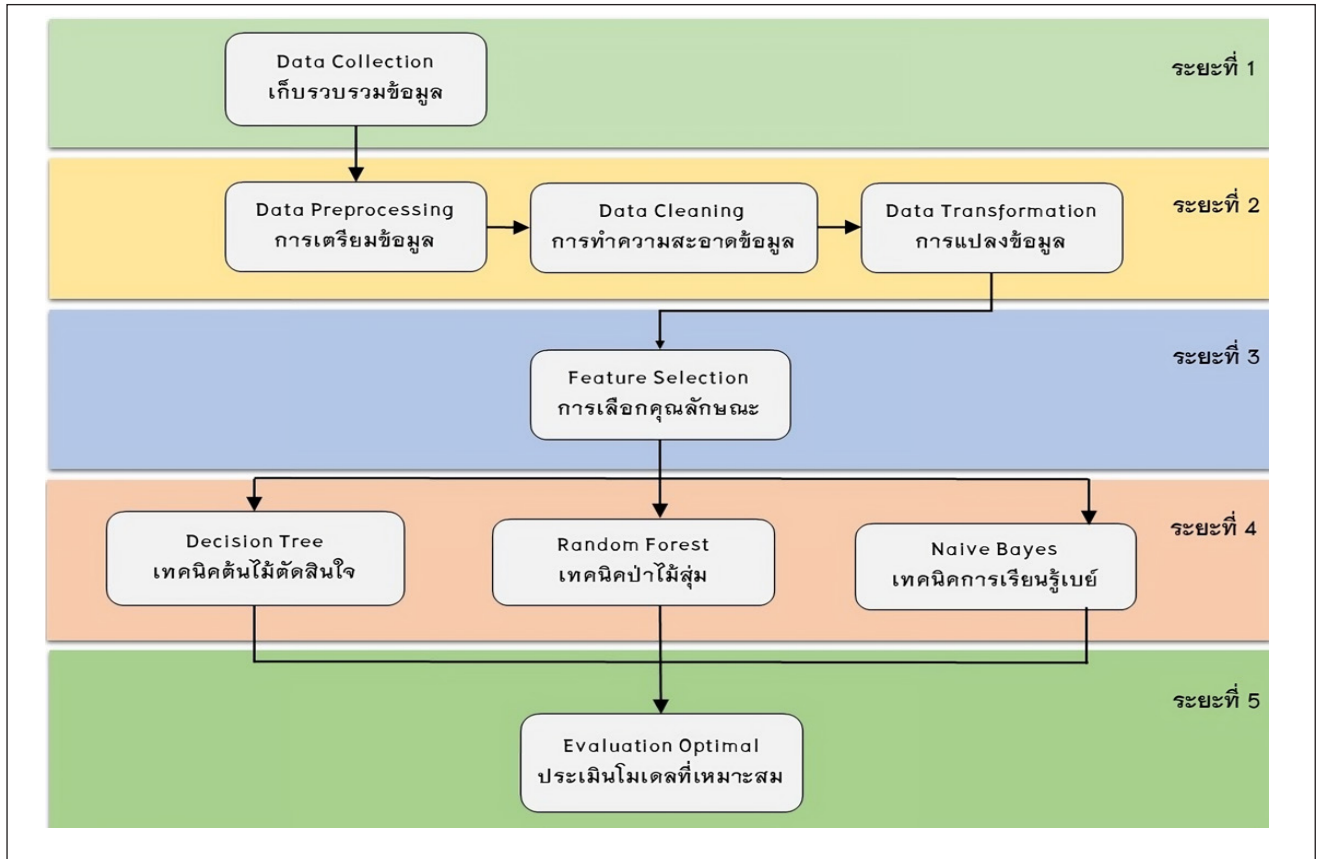 Data Collection
เก็บรวบรวมข้อมูล
ระยะที่ 1
Data Preprocessing
การเตรียมข้อมูล
Data Cleaning
การทำความสะอาดข้อมูล
Data Transformation
การแปลงข้อมูล
ระยะที่ 2
Feature Selection
การเลือกคุณลักษณะ
ระยะที่ 3
Decision Tree
เทคนิคต้นไม้ตัดสินใจ
Random Forest
เทคนิคป่าไม้สุ่ม
Naive Bayes
เทคนิคการเรียนรู้เบย์
ระยะที่ 4
Evaluation Optimal
ประเมินโมเดลที่เหมาะสม
ระยะที่ 5